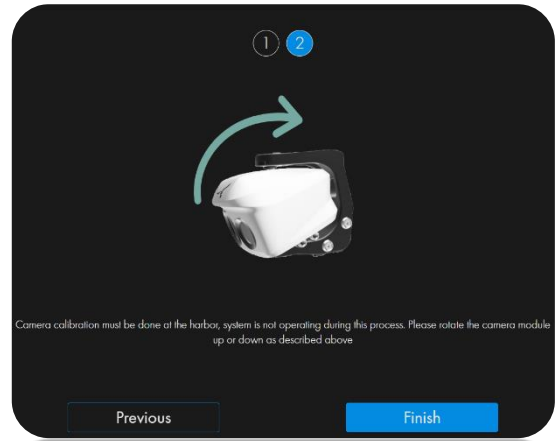 1 2
Camera calibration must be done at the harbor, system is not operating during this process. Please rotate the camera module
up or down as described above
Previous Finish